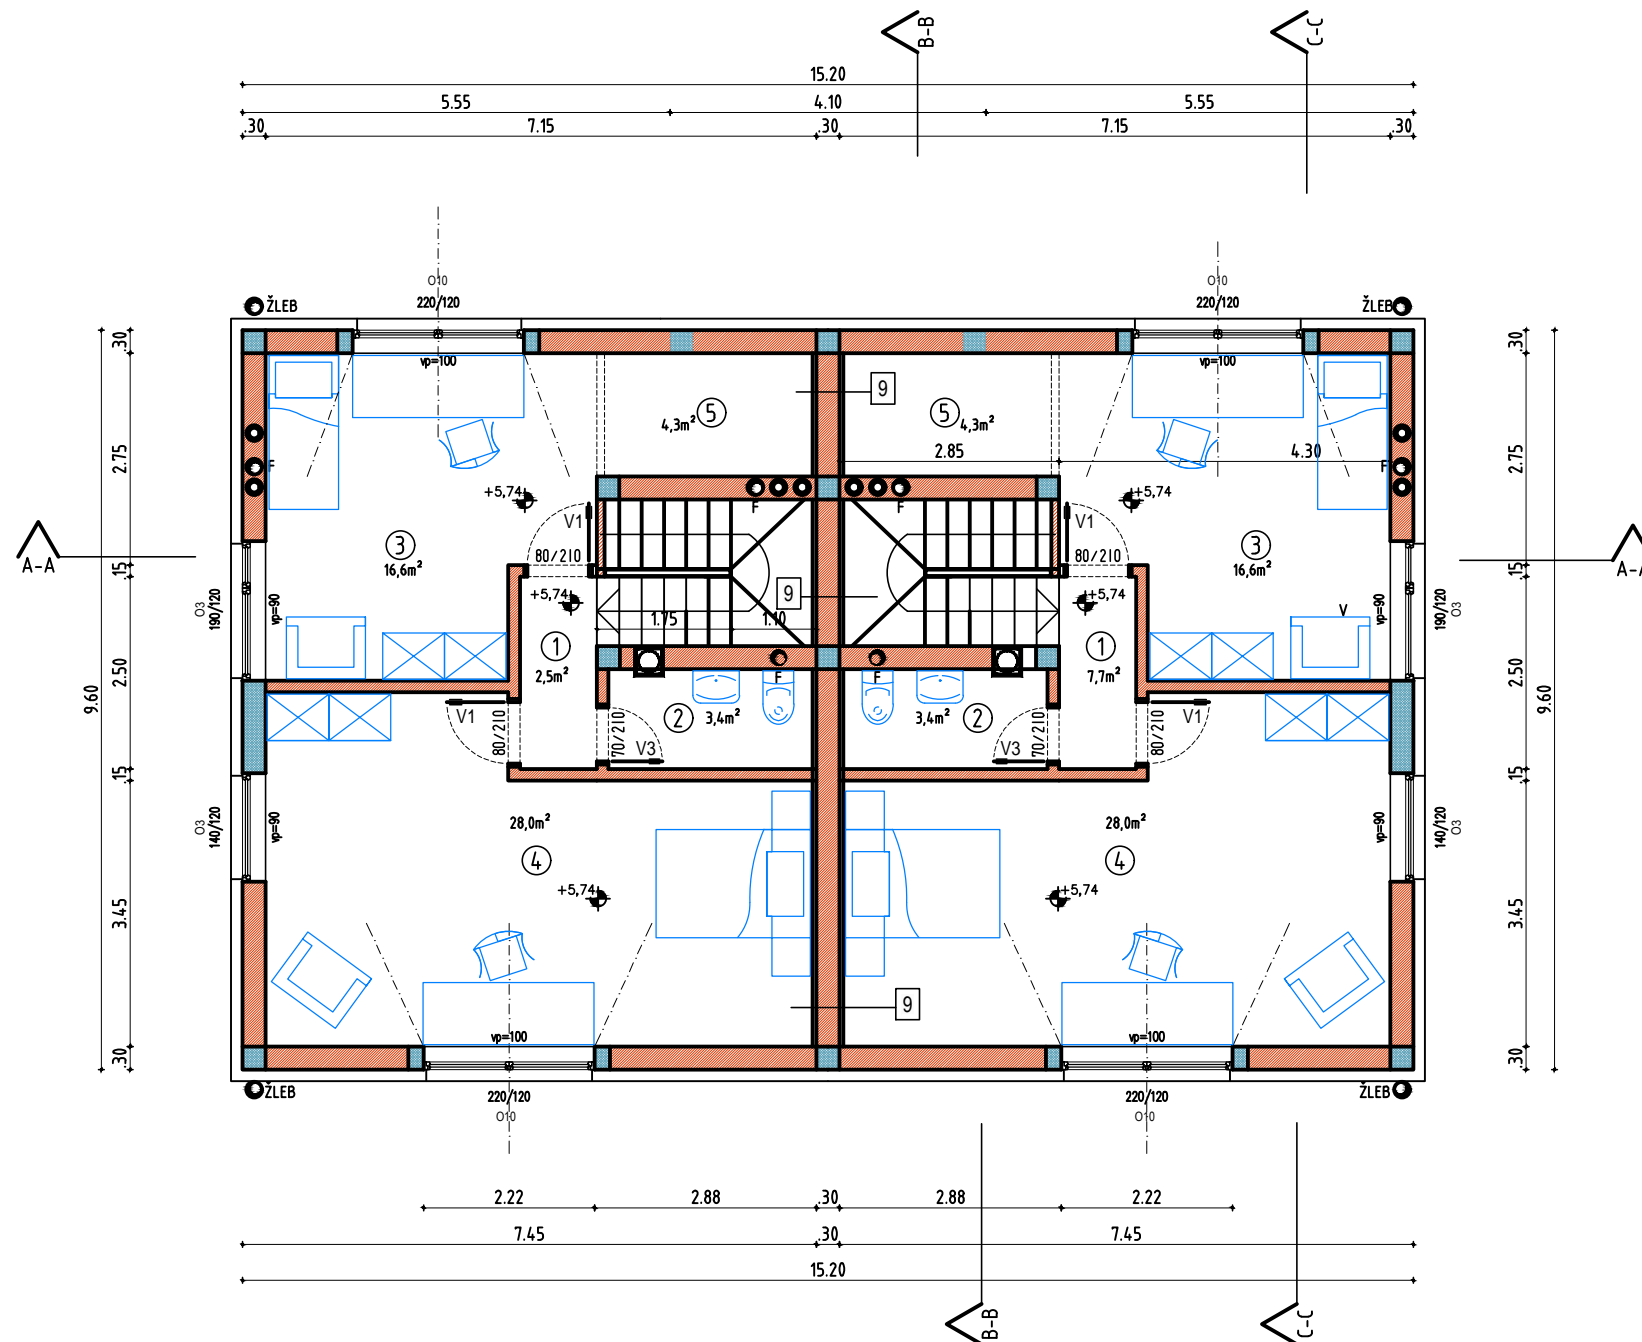 B-B
C-C
15.20
5.55 4.10 5.55
.30 7.15 .30 7.15 .30
O10 O10
ŽLEB 220/120 220/120 ŽLEB
.30 vp=100 vp=100 .30
9 5 5
4,3m² 4,3m²
2.75 2.85 4.30 2.75
F F
+5,74 +5,74
F F
V1 V1
3 80/210 80/210 3
A-A 16,6m² 16,6m² A-A
.15 .15
+5,74 9 +5,74
O3 190/120 vp=90 V vp=90 190/120 O3
1.75 1.10
1 1
2.50 2,5m² 7,7m² 2.50
F F
9.60 9.60
V1 2 3,4m² 3,4m² 2 V1
80/210 70/210 V3 V3 70/210 80/210
.15 .15
O3 140/120 vp=90 28,0m² 28,0m² vp=90 140/120 O3
4 4
+5,74 +5,74
3.45 3.45
9
vp=100 vp=100
.30 .30
ŽLEB 220/120 220/120 ŽLEB
O10 O10
2.22 2.88 .30 2.88 2.22
7.45 .30 7.45
15.20
B-B
C-C